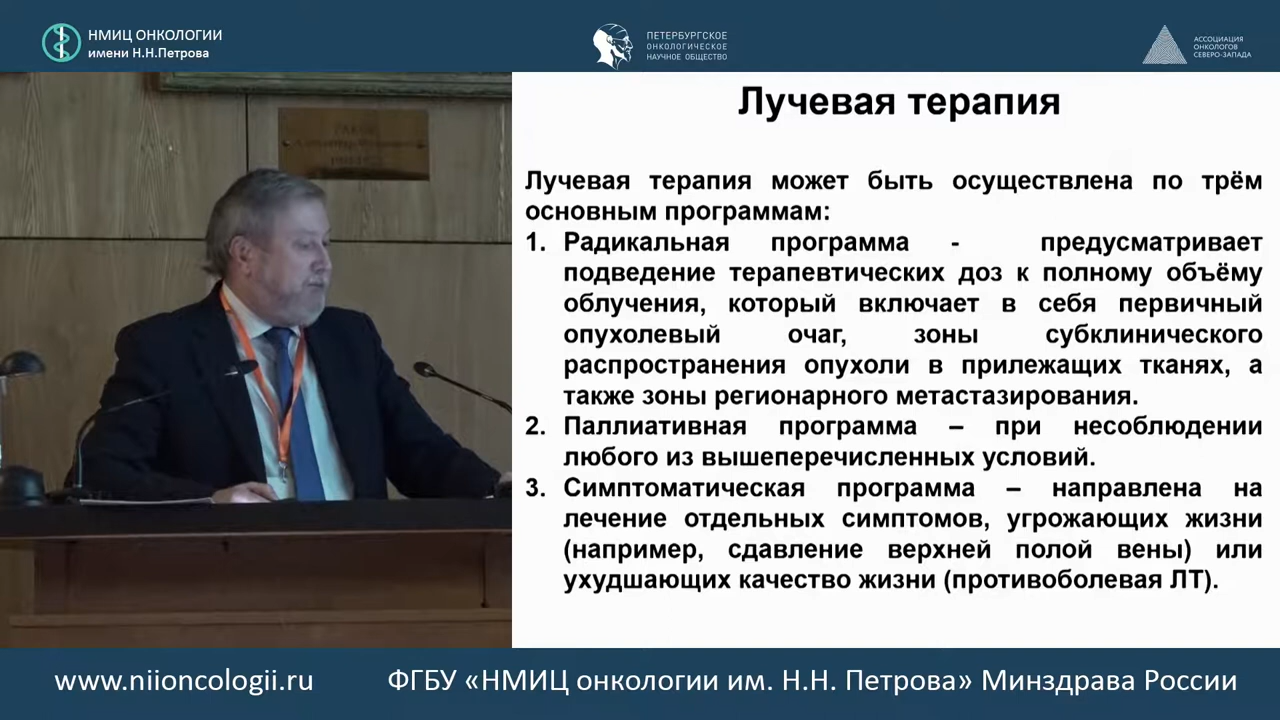 НМИЦ ОНКОЛОГИИ
имени Н.Н.Петрова
ПЕТЕРБУРГСКОЕ
ОНКОЛОГИЧЕСКОЕ
НАУЧНОЕ ОБЩЕСТВО
АССОЦИАЦИЯ
ОНКОЛОГОВ
СЕВЕРО-ЗАПАДА
Лучевая терапия
Лучевая терапия может быть осуществлена по трём
основным программам:
1. Радикальная программа - предусматривает
подведение терапевтических доз к полному объёму
облучения, который включает в себя первичный
опухолевый очаг, зоны субклинического
распространения опухоли в прилежащих тканях, а
также зоны регионарного метастазирования.
2. Паллиативная программа – при несоблюдении
любого из вышеперечисленных условий.
3. Симптоматическая программа – направлена на
лечение отдельных симптомов, угрожающих жизни
(например, сдавление верхней полой вены) или
ухудшающих качество жизни (противоболевая ЛТ).
www.niioncologii.ru
ФГБУ «НМИЦ онкологии им. Н.Н. Петрова» Минздрава России